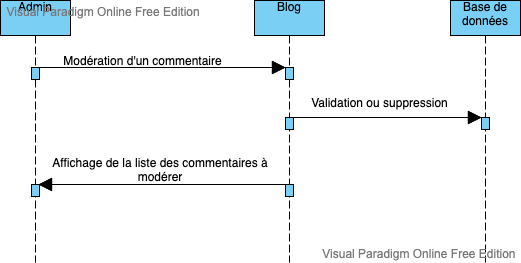 Admin
Visual Paradigm Online Free Edition
Blog
Base de
données
Modération d'un commentaire
Validation ou suppression
Affichage de la liste des commentaires à
modérer
Visual Paradigm Online Free Edition